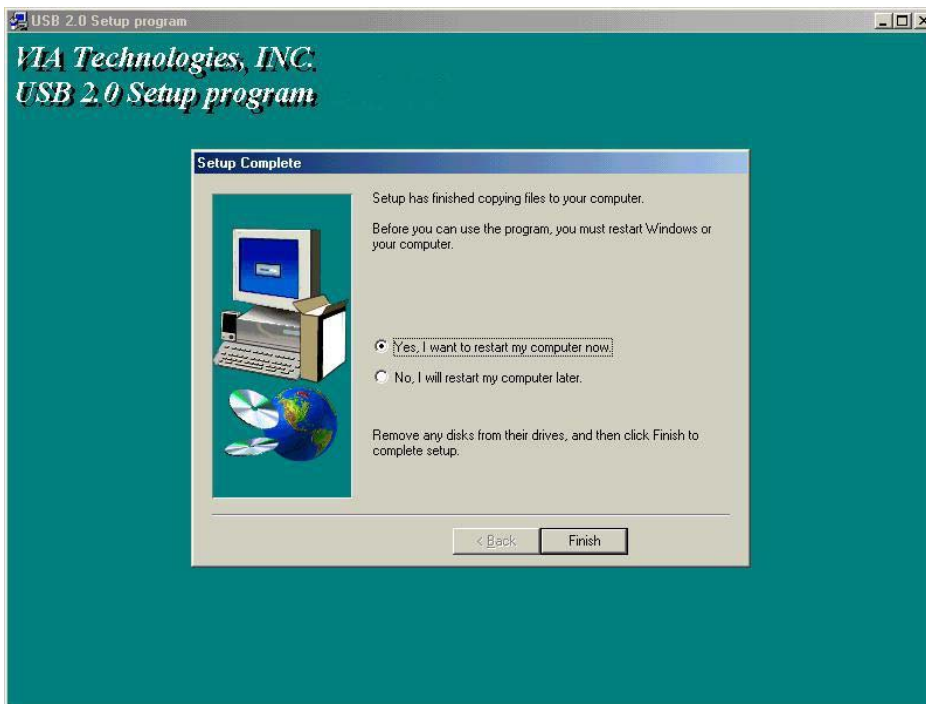 USB 2.0 Setup program
VIA Technologies, INC.
USB 2.0 Setup program
Setup Complete
Setup has finished copying files to your computer.
Before you can use the program, you must restart Windows or
your computer.
Yes, I want to restart my computer now.
No, I will restart my computer later.
Remove any disks from their drives, and then click Finish to
complete setup.
< Back
Finish